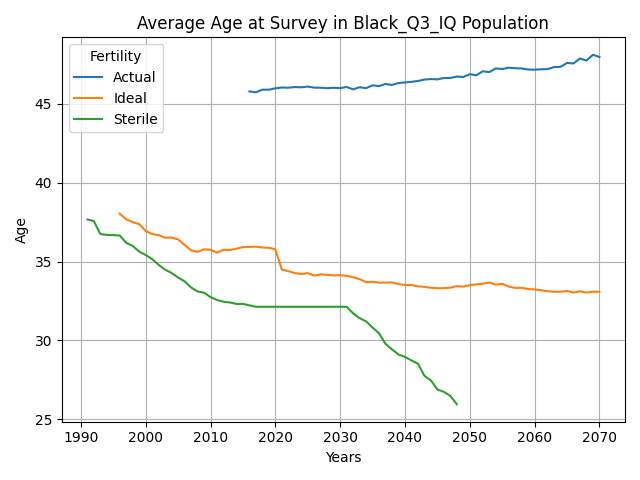 Average Age at Survey in Black_Q3_IQ Population
Fertility
Actual
Ideal
Sterile
Age
45
40
35
30
25
1990 2000 2010 2020 2030 2040 2050 2060 2070
Years